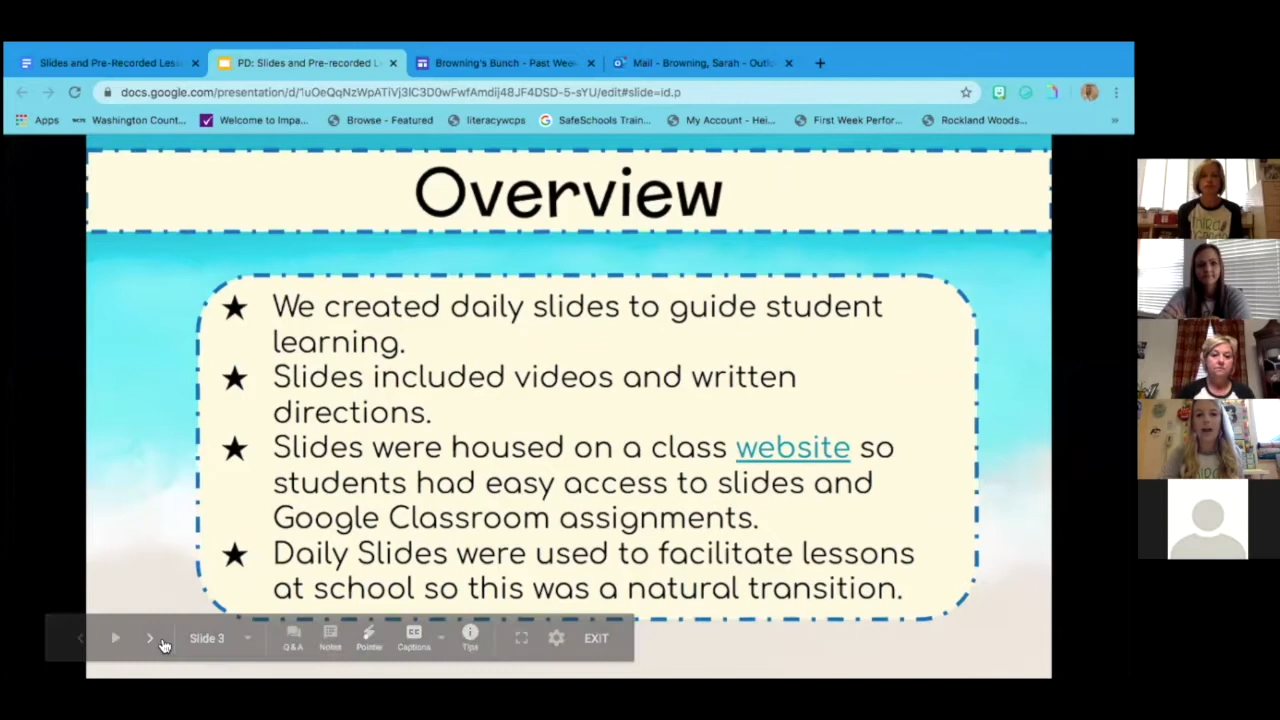 Slides and Pre-Recorded Less
PD: Slides and Pre-recorded L
Browning's Bunch - Past Week
Mail - Browning, Sarah - Outlo
docs.google.com/presentation/d/1uOeQqNzWpATiVj3lC3D0wFwfAmdij48JF4DSD-5-sYU/edit#slide=id.p
Apps
Washington Count...
Welcome to Impa...
Browse - Featured
literacywcps
SafeSchools Train...
My Account - Hei...
First Week Perfor...
Rockland Woods...
»
Overview
★ We created daily slides to guide student
learning.
★ Slides included videos and written
directions.
★ Slides were housed on a class website so
students had easy access to slides and
Google Classroom assignments.
★ Daily Slides were used to facilitate lessons
at school so this was a natural transition.
Slide 3
Q&A
Notes
Pointer
CC
Captions
Tips
EXIT